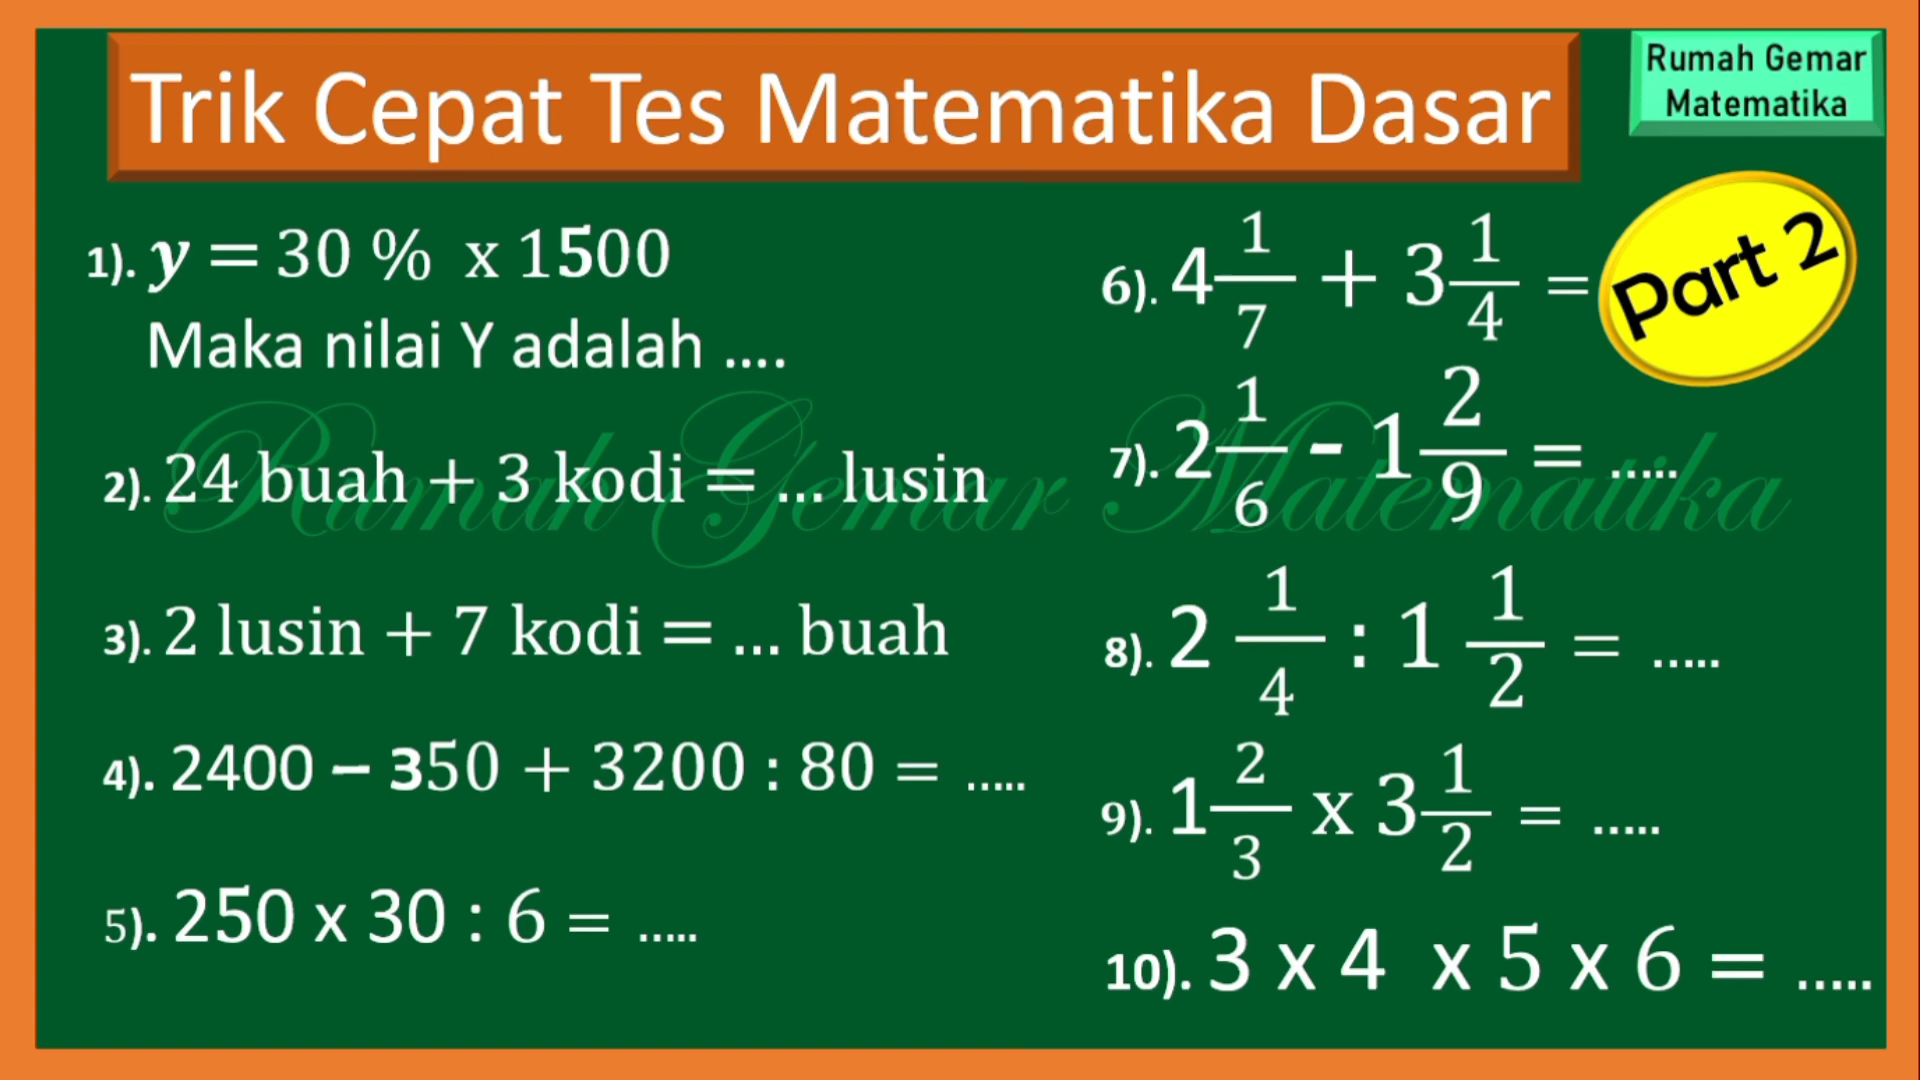 Trik Cepat Tes Matematika Dasar
Rumah Gemar
Matematika
Part 2
1). y = 30 % x 1500
Maka nilai Y adalah ....
2). 24 buah + 3 kodi = ... lusin
3). 2 lusin + 7 kodi = ... buah
4). 2400 – 350 + 3200 : 80 = .....
5). 250 x 30 : 6 = .....
6). 4 1/7 + 3 1/4 =
7). 2 1/6 - 1 2/9 = .....
8). 2 1/4 : 1 1/2 = .....
9). 1 2/3 x 3 1/2 = .....
10). 3 x 4 x 5 x 6 = .....
Rumah Gemar Matematika